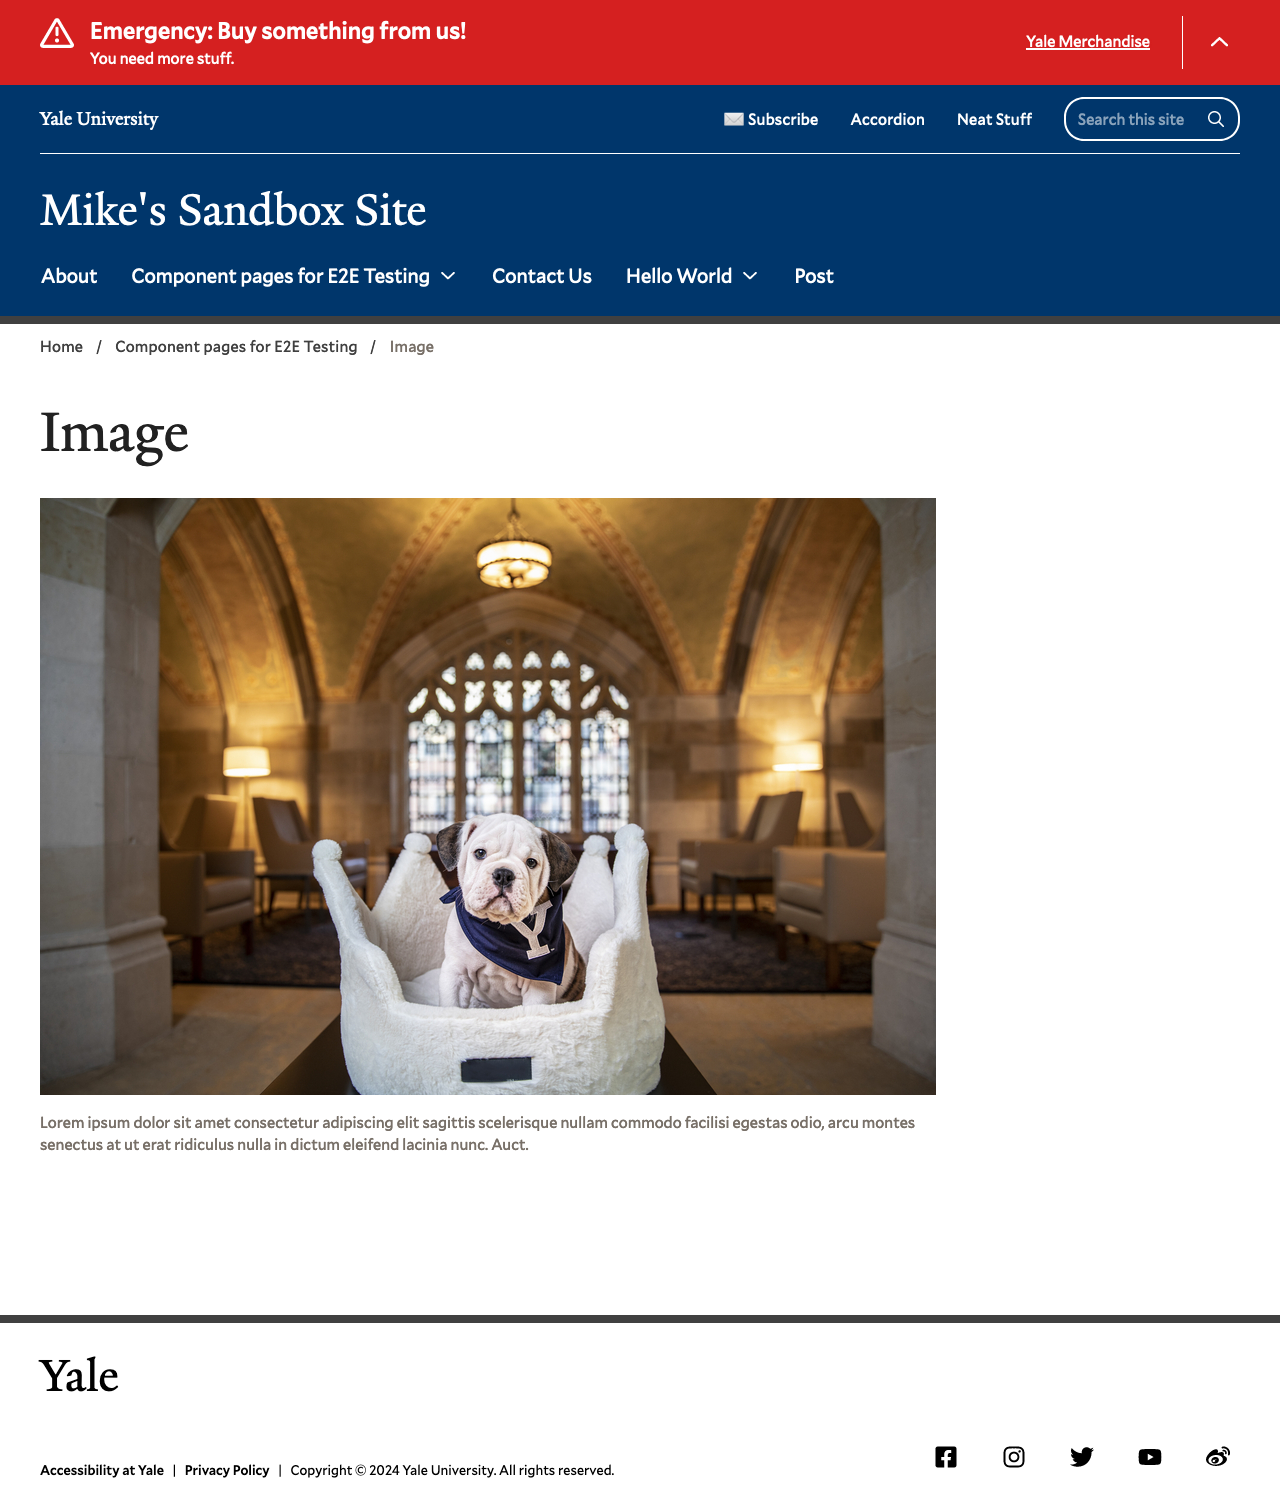 Emergency: Buy something from us!
You need more stuff.
Yale Merchandise
Yale University
Subscribe
Accordion
Neat Stuff
Search this site
Mike's Sandbox Site
About
Component pages for E2E Testing
Contact Us
Hello World
Post
Home / Component pages for E2E Testing / Image
Image
Y
Lorem ipsum dolor sit amet consectetur adipiscing elit sagittis scelerisque nullam commodo facilisi egestas odio, arcu montes
senectus at ut erat ridiculus nulla in dictum eleifend lacinia nunc. Auct.
Yale
Accessibility at Yale | Privacy Policy | Copyright © 2024 Yale University. All rights reserved.